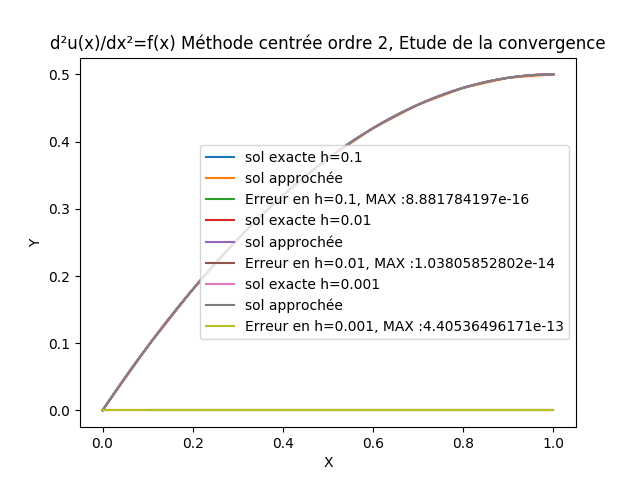 d²u(x)/dx²=f(x) Méthode centrée ordre 2, Etude de la convergence
0.5
0.4
0.3
0.2
0.1
0.0
Y
sol exacte h=0.1
sol approchée
Erreur en h=0.1, MAX :8.881784197e-16
sol exacte h=0.01
sol approchée
Erreur en h=0.01, MAX :1.03805852802e-14
sol exacte h=0.001
sol approchée
Erreur en h=0.001, MAX :4.40536496171e-13
0.0 0.2 0.4 0.6 0.8 1.0
X